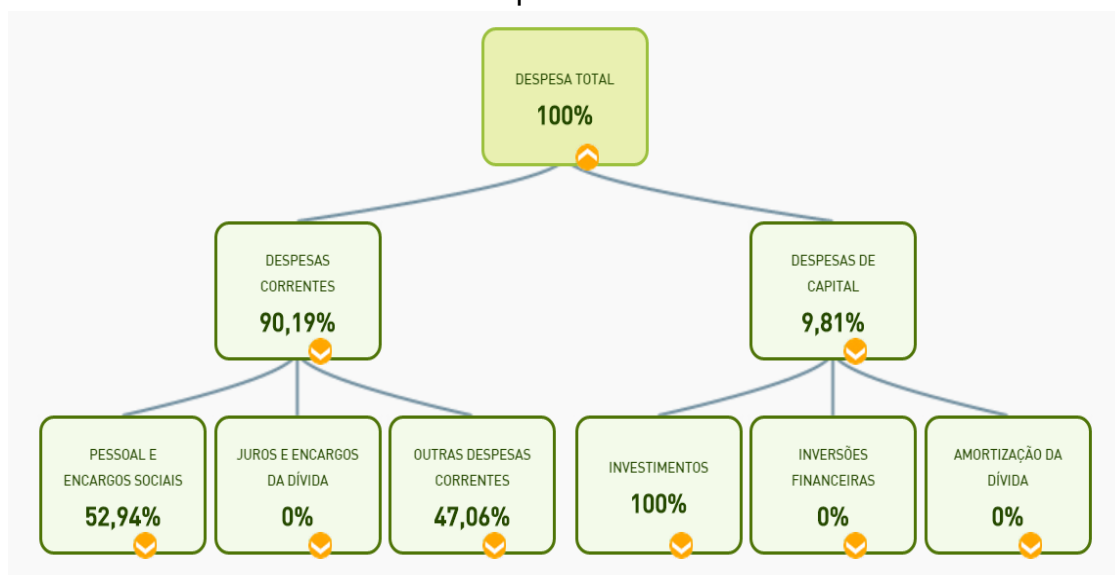 DESPESA TOTAL
100%
DESPESAS
CORRENTES
90,19%
DESPESAS DE
CAPITAL
9,81%
PESSOAL E
ENCARGOS SOCIAIS
52,94%
JUROS E ENCARGOS
DA DÍVIDA
0%
OUTRAS DESPESAS
CORRENTES
47,06%
INVESTIMENTOS
100%
INVERSÕES
FINANCEIRAS
0%
AMORTIZAÇÃO DA
DÍVIDA
0%